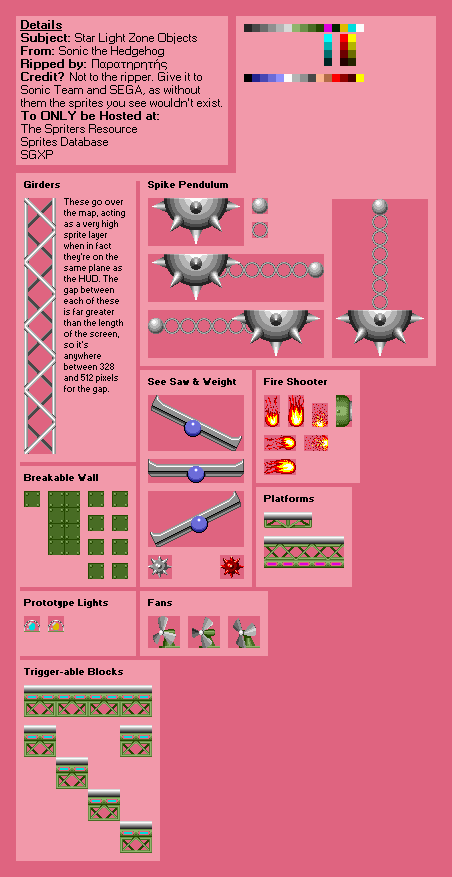 Details
Subject: Star Light Zone Objects
From: Sonic the Hedgehog
Ripped by: Παρατηρητής
Credit? Not to the ripper. Give it to
Sonic Team and SEGA, as without
them the sprites you see wouldn't exist.
To ONLY be Hosted at:
The Spriters Resource
Sprites Database
SGXP
Girders
These go over
the map, acting
as a very high
sprite layer
when in fact
they're on the
same plane as
the HUD. The
gap between
each of these
is far greater
than the length
of the screen,
so it's
anywhere
between 328
and 512 pixels
for the gap.
Spike Pendulum
See Saw & Weight
Fire Shooter
Breakable Wall
Platforms
Prototype Lights
Fans
Trigger-able Blocks